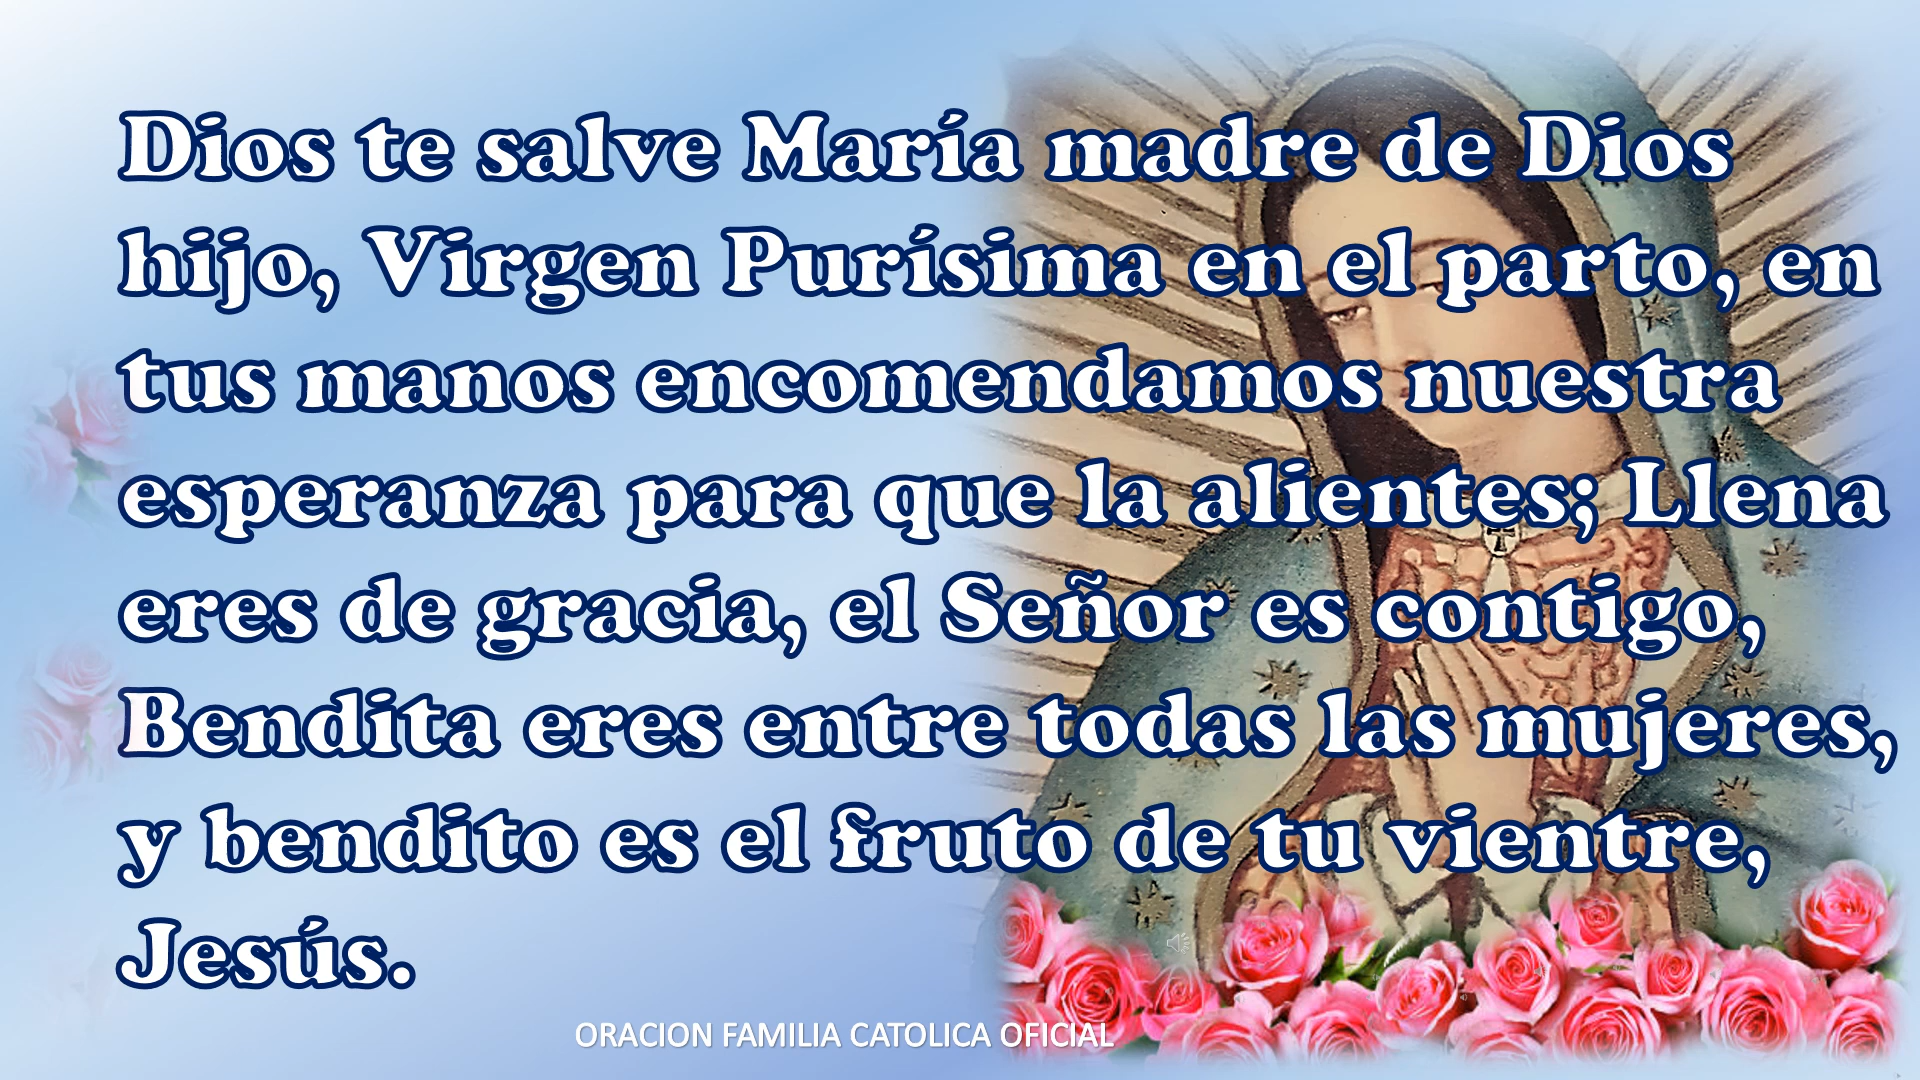 Dios te salve María madre de Dios
hijo, Virgen Purísima en el parto, en
tus manos encomendamos nuestra
esperanza para que la alientes; Llena
eres de gracia, el Señor es contigo,
Bendita eres entre todas las mujeres,
y bendito es el fruto de tu vientre,
Jesús.
ORACION FAMILIA CATOLICA OFICIAL